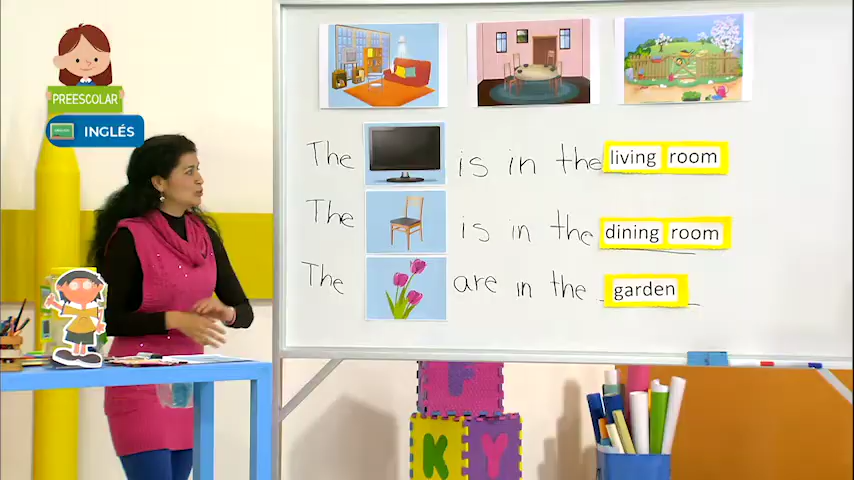 PREESCOLAR
INGLÉS
The is in the living room
The is in the dining room
The are in the garden
F
K Y